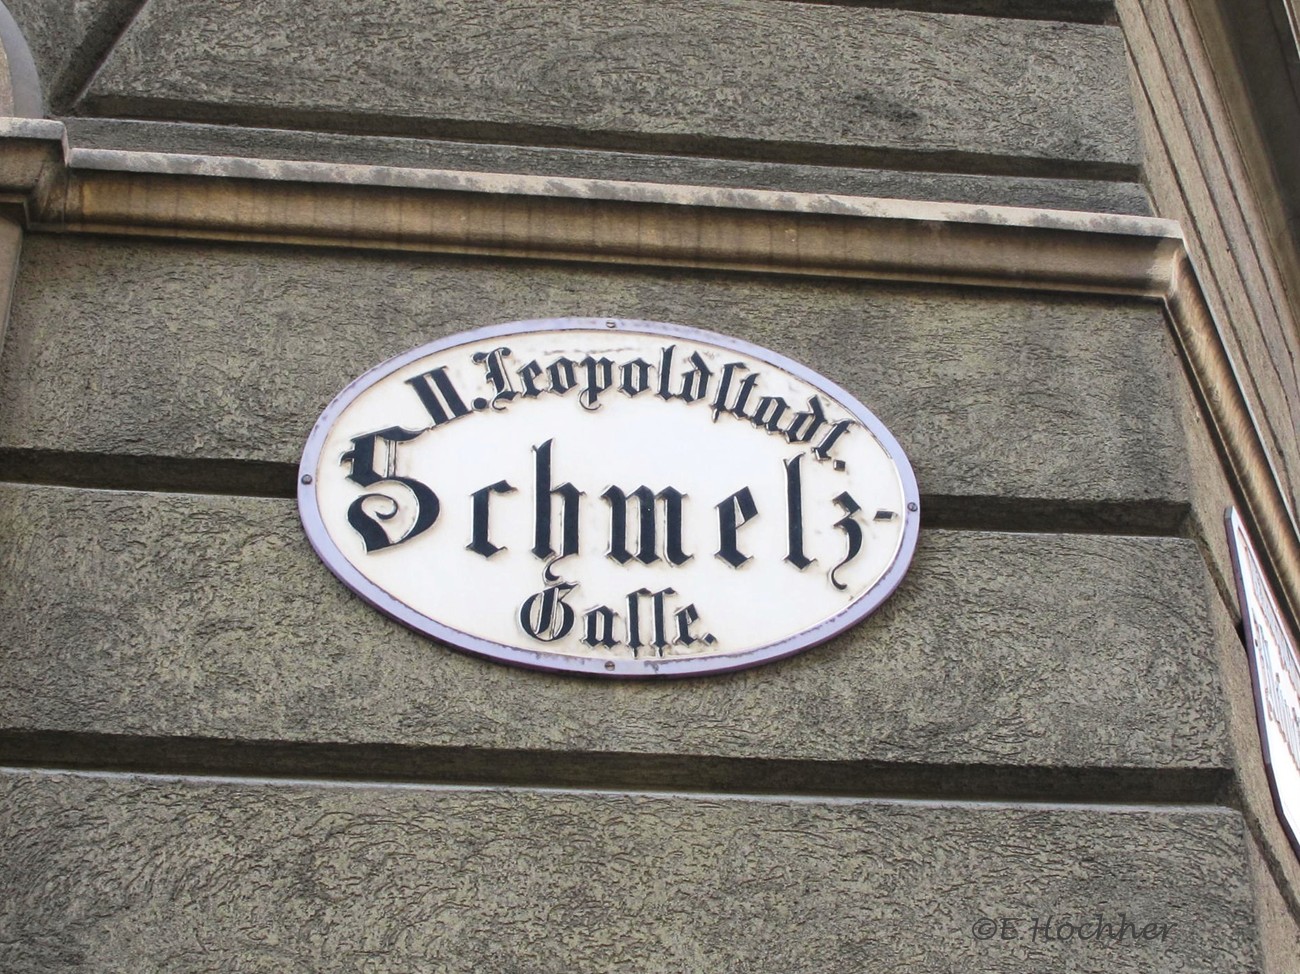 II. Leopoldſtadt.
Schmelz-
Gaſſe.
©E Hochher